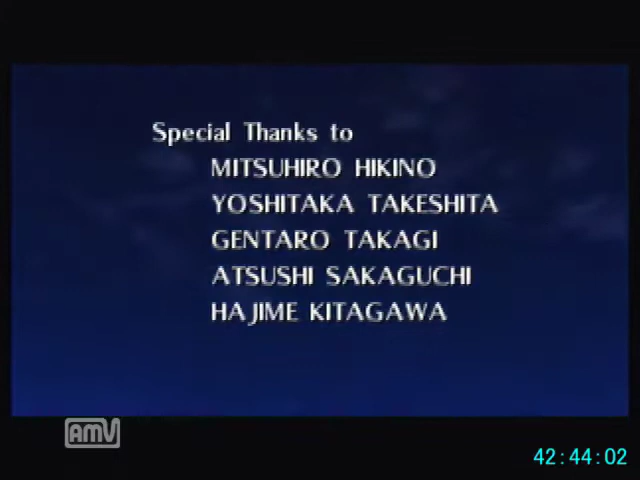 Special Thanks to
MITSUHIRO HIKINO
YOSHITAKA TAKESHITA
GENTARO TAKAGI
ATSUSHI SAKAGUCHI
HAJIME KITAGAWA
AMV
42:44:02